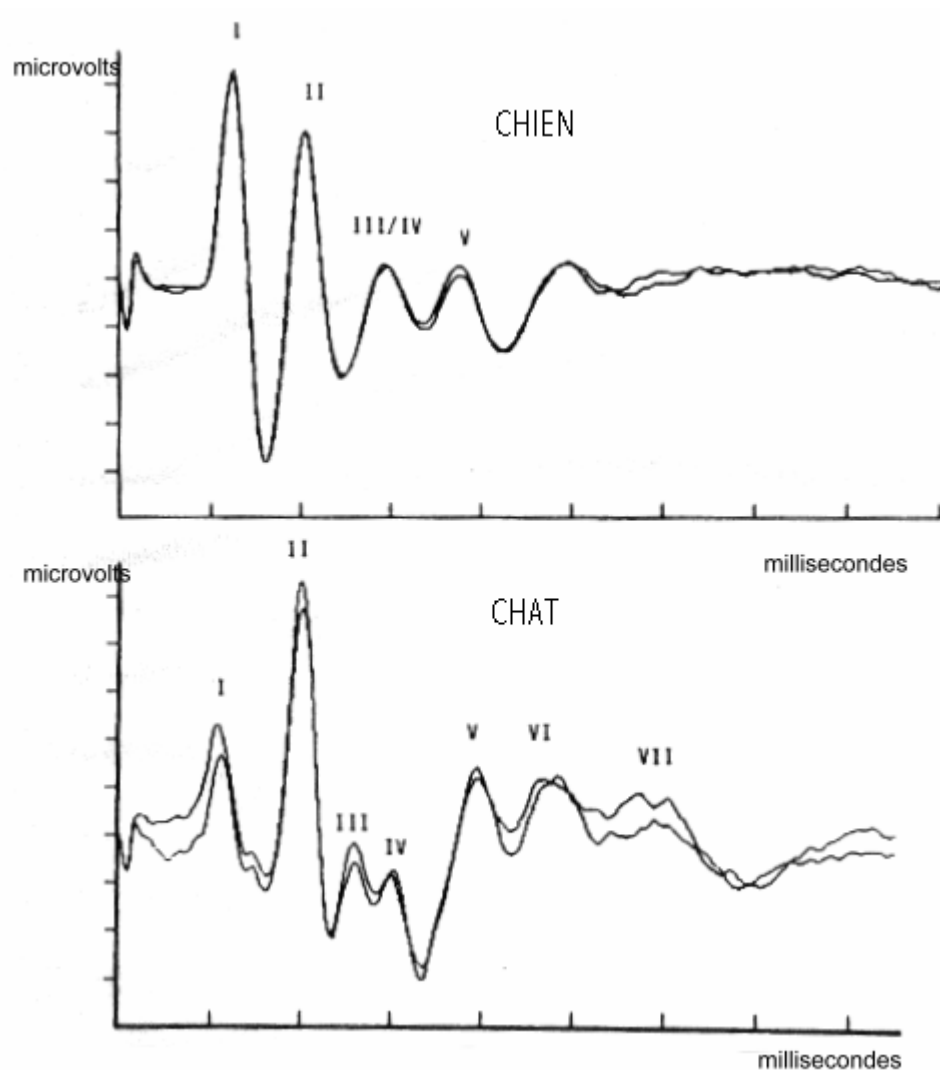 I
microvolts
II
CHIEN
III/IV
V
millisecondes
II
microvolts
CHAT
I
V
VI
VII
III
IV
millisecondes